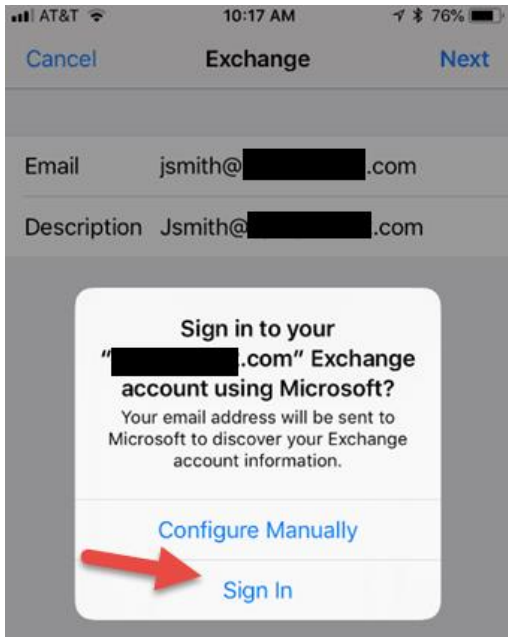 AT&T 10:17 AM 76%
Cancel Exchange Next
Email jsmith@ .com
Description Jsmith@ .com
Sign in to your
“ .com” Exchange
account using Microsoft?
Your email address will be sent to
Microsoft to discover your Exchange
account information.
Configure Manually
Sign In